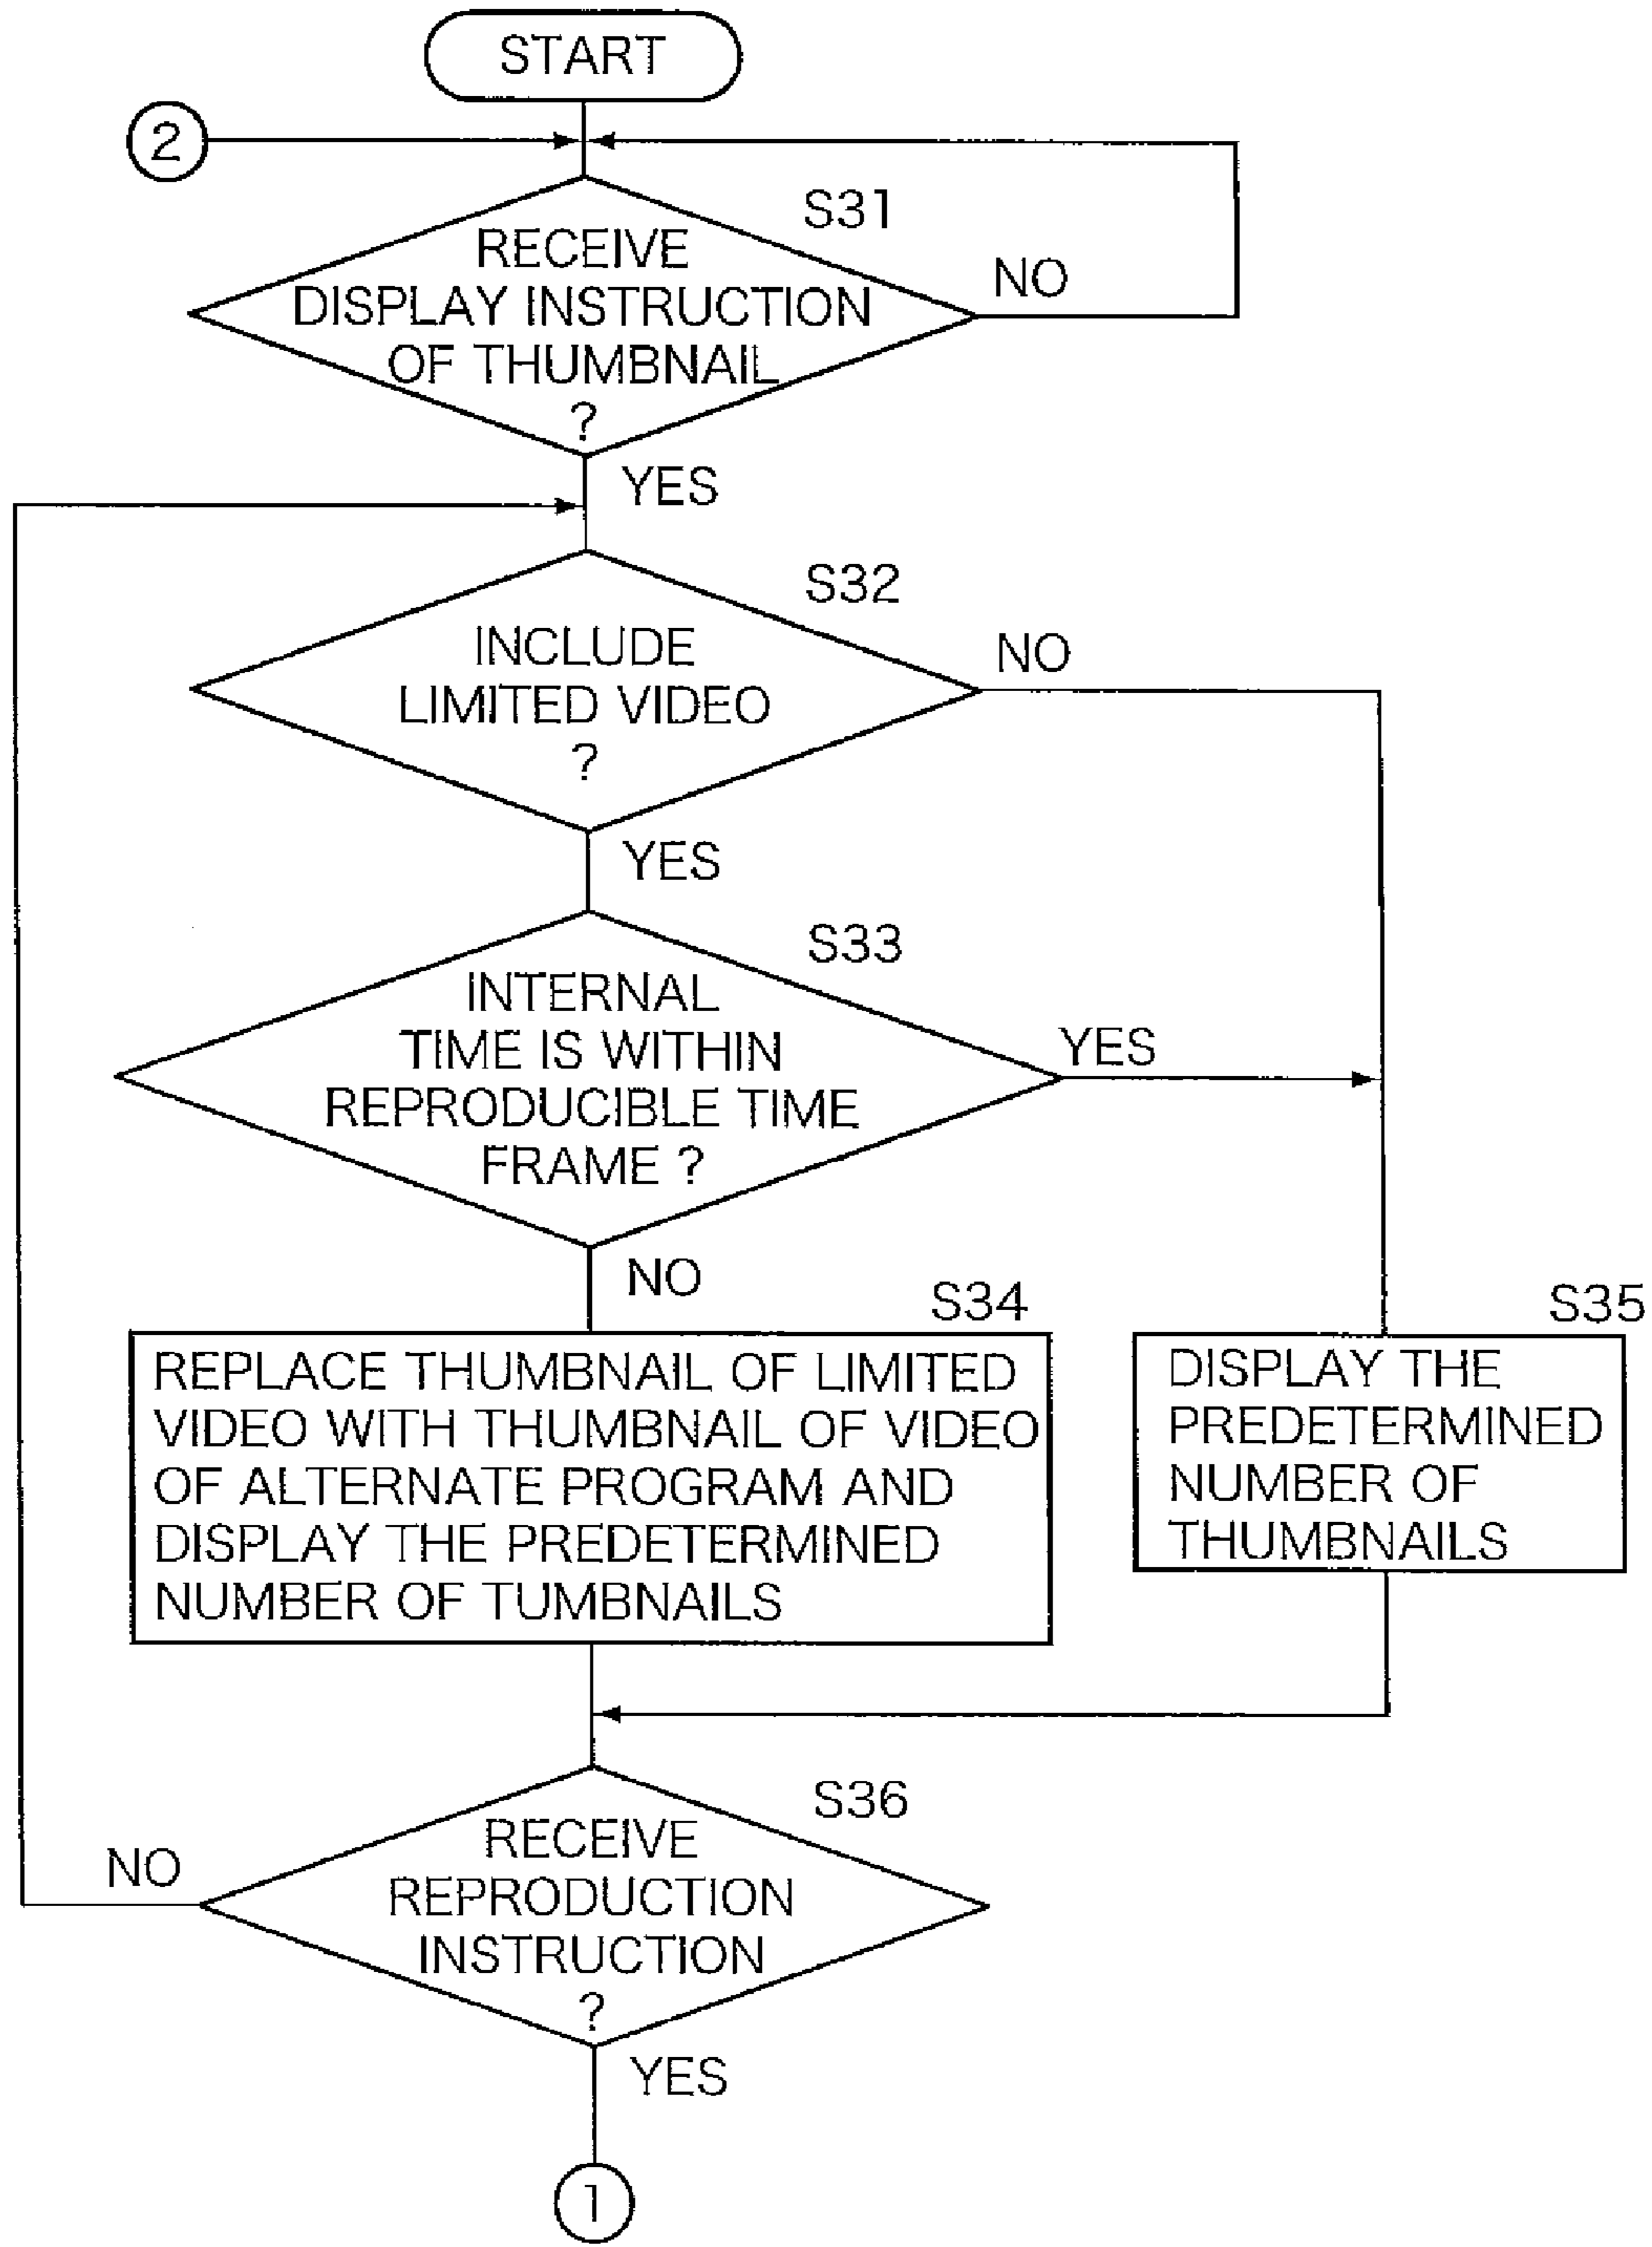 START
2
S31
RECEIVE
DISPLAY INSTRUCTION
OF THUMBNAIL
?
NO
YES
S32
INCLUDE
LIMITED VIDEO
?
NO
YES
S33
INTERNAL
TIME IS WITHIN
REPRODUCIBLE TIME
FRAME ?
YES
NO
S34
REPLACE THUMBNAIL OF LIMITED
VIDEO WITH THUMBNAIL OF VIDEO
OF ALTERNATE PROGRAM AND
DISPLAY THE PREDETERMINED
NUMBER OF TUMBNAILS
S35
DISPLAY THE
PREDETERMINED
NUMBER OF
THUMBNAILS
S36
RECEIVE
REPRODUCTION
INSTRUCTION
?
NO
YES
1